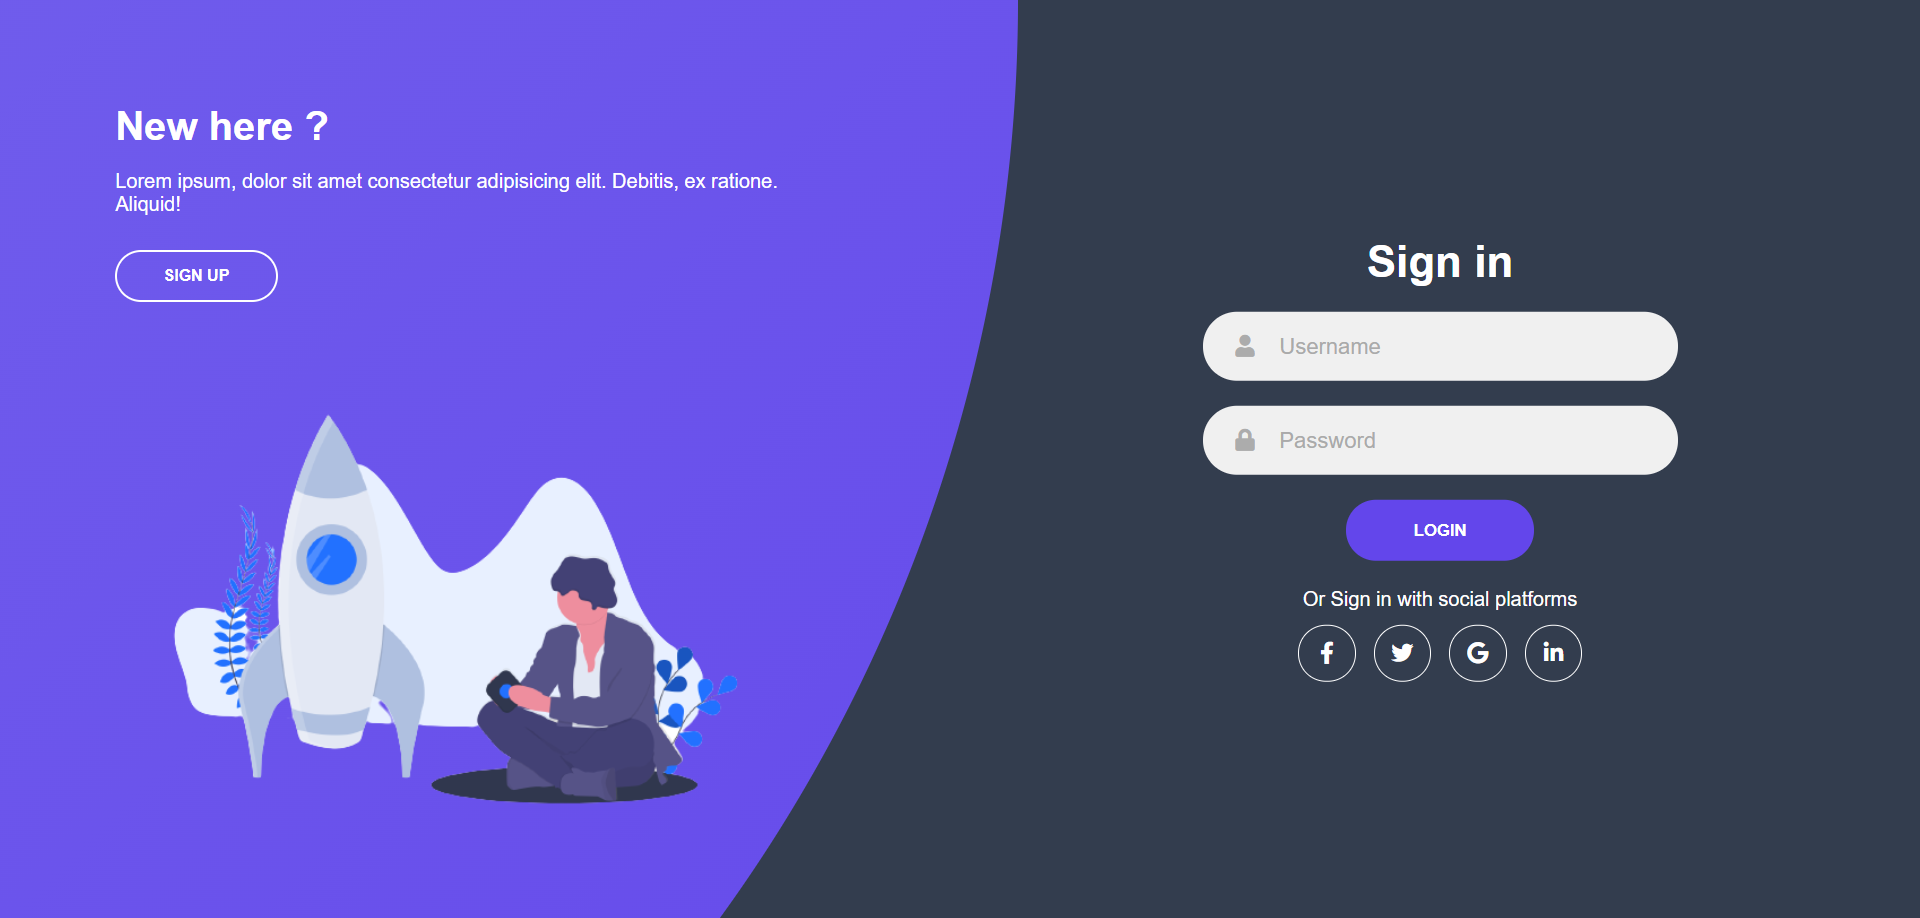 New here ?
Lorem ipsum, dolor sit amet consectetur adipisicing elit. Debitis, ex ratione.
Aliquid!
SIGN UP
Sign in
Username
Password
LOGIN
Or Sign in with social platforms